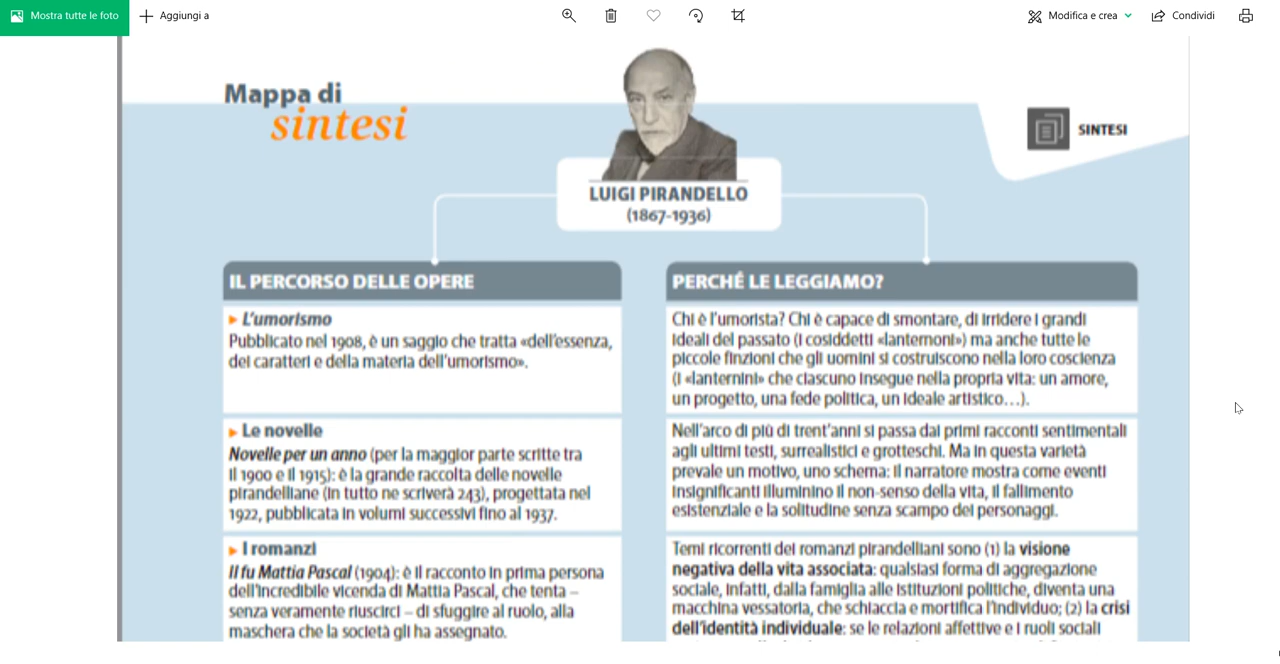 Mostra tutte le foto
Aggiungi a
Modifica e crea
Condividi
Mappa di
sintesi
SINTESI
LUIGI PIRANDELLO
(1867-1936)
IL PERCORSO DELLE OPERE
► L'umorismo
Pubblicato nel 1908, è un saggio che tratta «dell'essenza,
dei caratteri e della materia dell'umorismo».
► Le novelle
Novelle per un anno (per la maggior parte scritte tra
il 1900 e il 1915): è la grande raccolta delle novelle
pirandelliane (in tutto ne scriverà 243), progettata nel
1922, pubblicata in volumi successivi fino al 1937.
► I romanzi
Il fu Mattia Pascal (1904): è il racconto in prima persona
dell'incredibile vicenda di Mattia Pascal, che tenta –
senza veramente riuscirci – di sfuggire al ruolo, alla
maschera che la società gli ha assegnato.
PERCHÉ LE LEGGIAMO?
Chi è l'umorista? Chi è capace di smontare, di irridere i grandi
ideali del passato (i cosiddetti «lanternoni») ma anche tutte le
piccole finzioni che gli uomini si costruiscono nella loro coscienza
(i «lanternini» che ciascuno insegue nella propria vita: un amore,
un progetto, una fede politica, un ideale artistico…).
Nell'arco di più di trent'anni si passa dai primi racconti sentimentali
agli ultimi testi, surrealistici e grotteschi. Ma in questa varietà
prevale un motivo, uno schema: il narratore mostra come eventi
insignificanti illuminino il non-senso della vita, il fallimento
esistenziale e la solitudine senza scampo dei personaggi.
Temi ricorrenti dei romanzi pirandelliani sono (1) la visione
negativa della vita associata: qualsiasi forma di aggregazione
sociale, infatti, dalla famiglia alle istituzioni politiche, diventa una
macchina vessatoria, che schiaccia e mortifica l'individuo; (2) la crisi
dell'identità individuale: se le relazioni affettive e i ruoli sociali